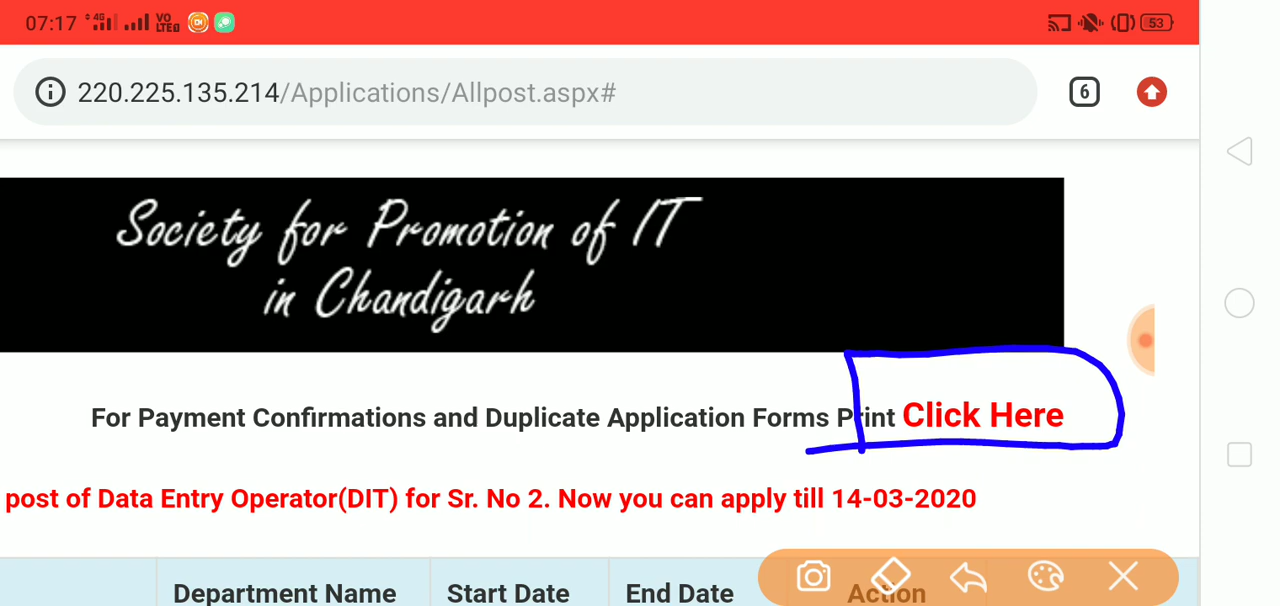 07:17 4G VoLTE 53
220.225.135.214/Applications/Allpost.aspx# 6
Society for Promotion of IT
in Chandigarh
For Payment Confirmations and Duplicate Application Forms Print Click Here
post of Data Entry Operator(DIT) for Sr. No 2. Now you can apply till 14-03-2020
Department Name Start Date End Date Action